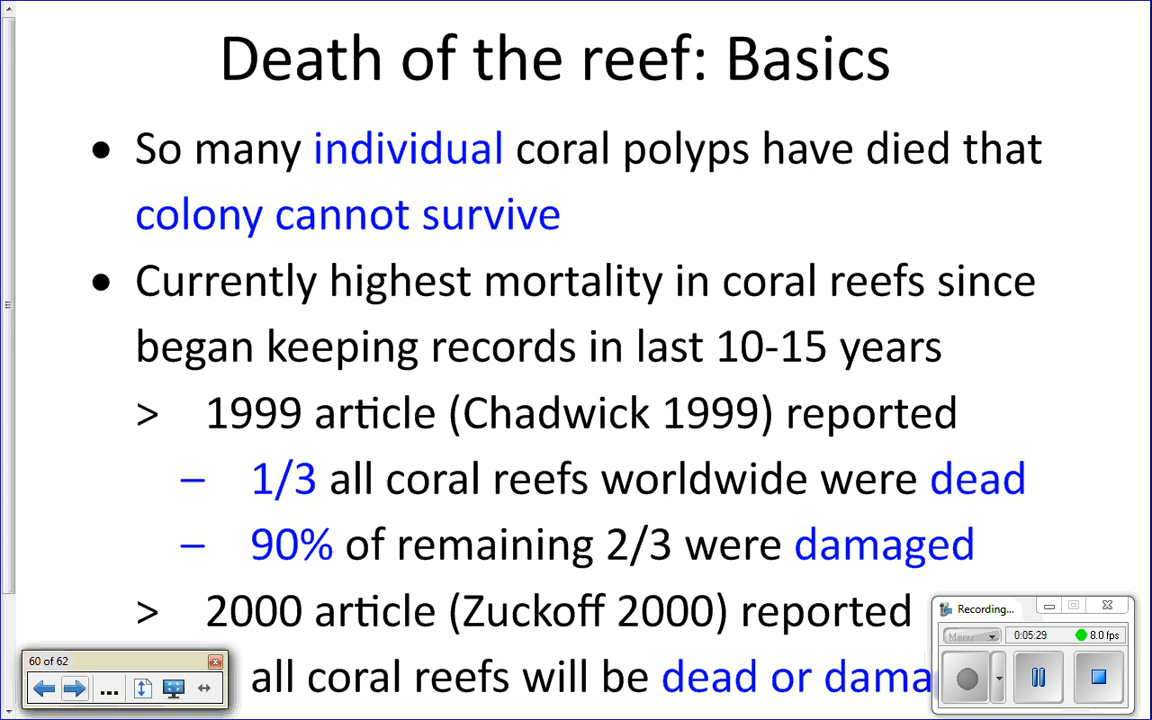 Death of the reef: Basics
• So many individual coral polyps have died that
colony cannot survive
• Currently highest mortality in coral reefs since
began keeping records in last 10-15 years
> 1999 article (Chadwick 1999) reported
– 1/3 all coral reefs worldwide were dead
– 90% of remaining 2/3 were damaged
> 2000 article (Zuckoff 2000) reported
all coral reefs will be dead or dama
Recording...
Menu
0:05:29
8.0 fps
60 of 62